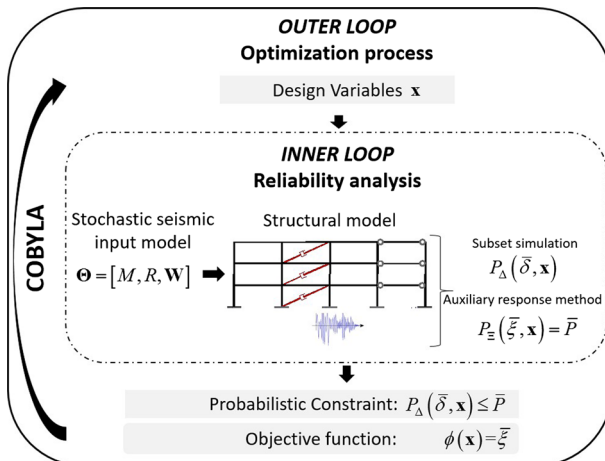 OUTER LOOP
Optimization process
Design Variables x
INNER LOOP
Reliability analysis
Stochastic seismic
input model
Θ=[M,R,W]
Structural model
Subset simulation
P_Δ(δ̄,x)
Auxiliary response method
P_Ξ(ξ̄,x)=P̄
COBYLA
Probabilistic Constraint: P_Δ(δ̄,x)≤P̄
Objective function: ϕ(x)=ξ̄